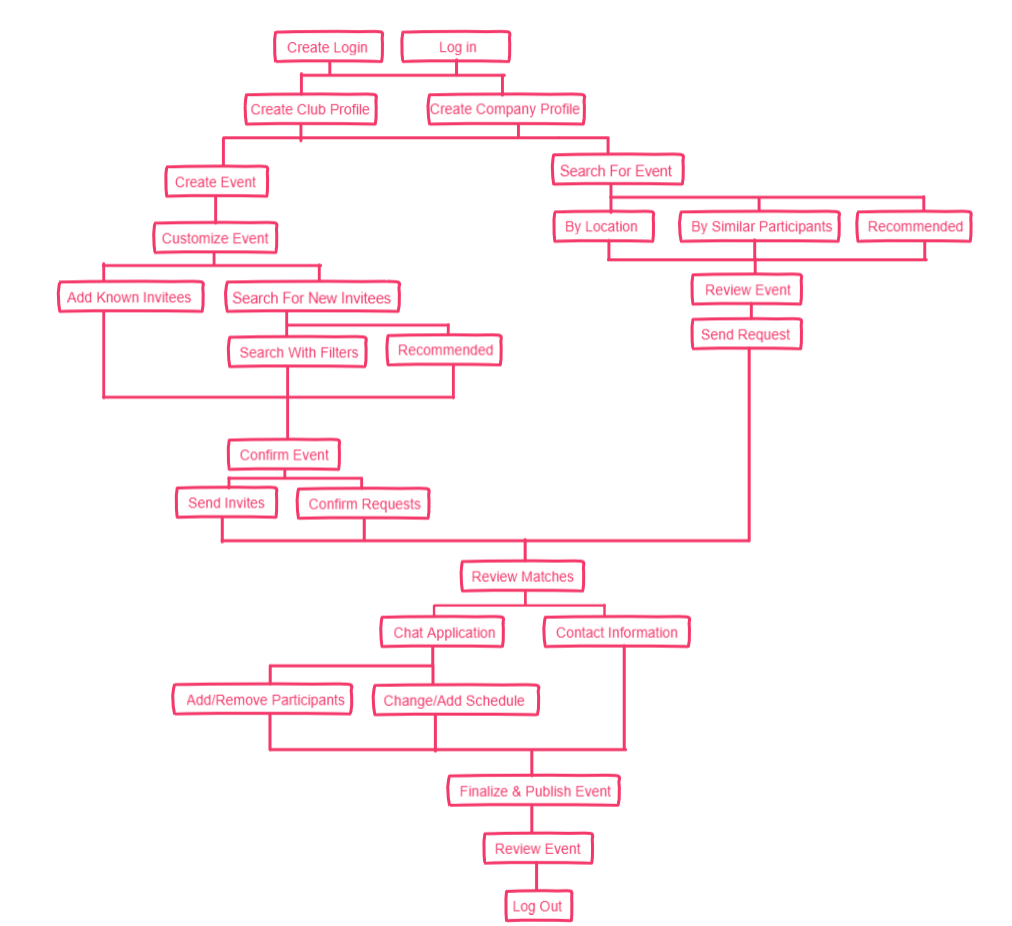 Create Login
Log in
Create Club Profile
Create Company Profile
Search For Event
Create Event
By Location
By Similar Participants
Recommended
Customize Event
Review Event
Add Known Invitees
Search For New Invitees
Send Request
Search With Filters
Recommended
Confirm Event
Send Invites
Confirm Requests
Review Matches
Chat Application
Contact Information
Add/Remove Participants
Change/Add Schedule
Finalize & Publish Event
Review Event
Log Out